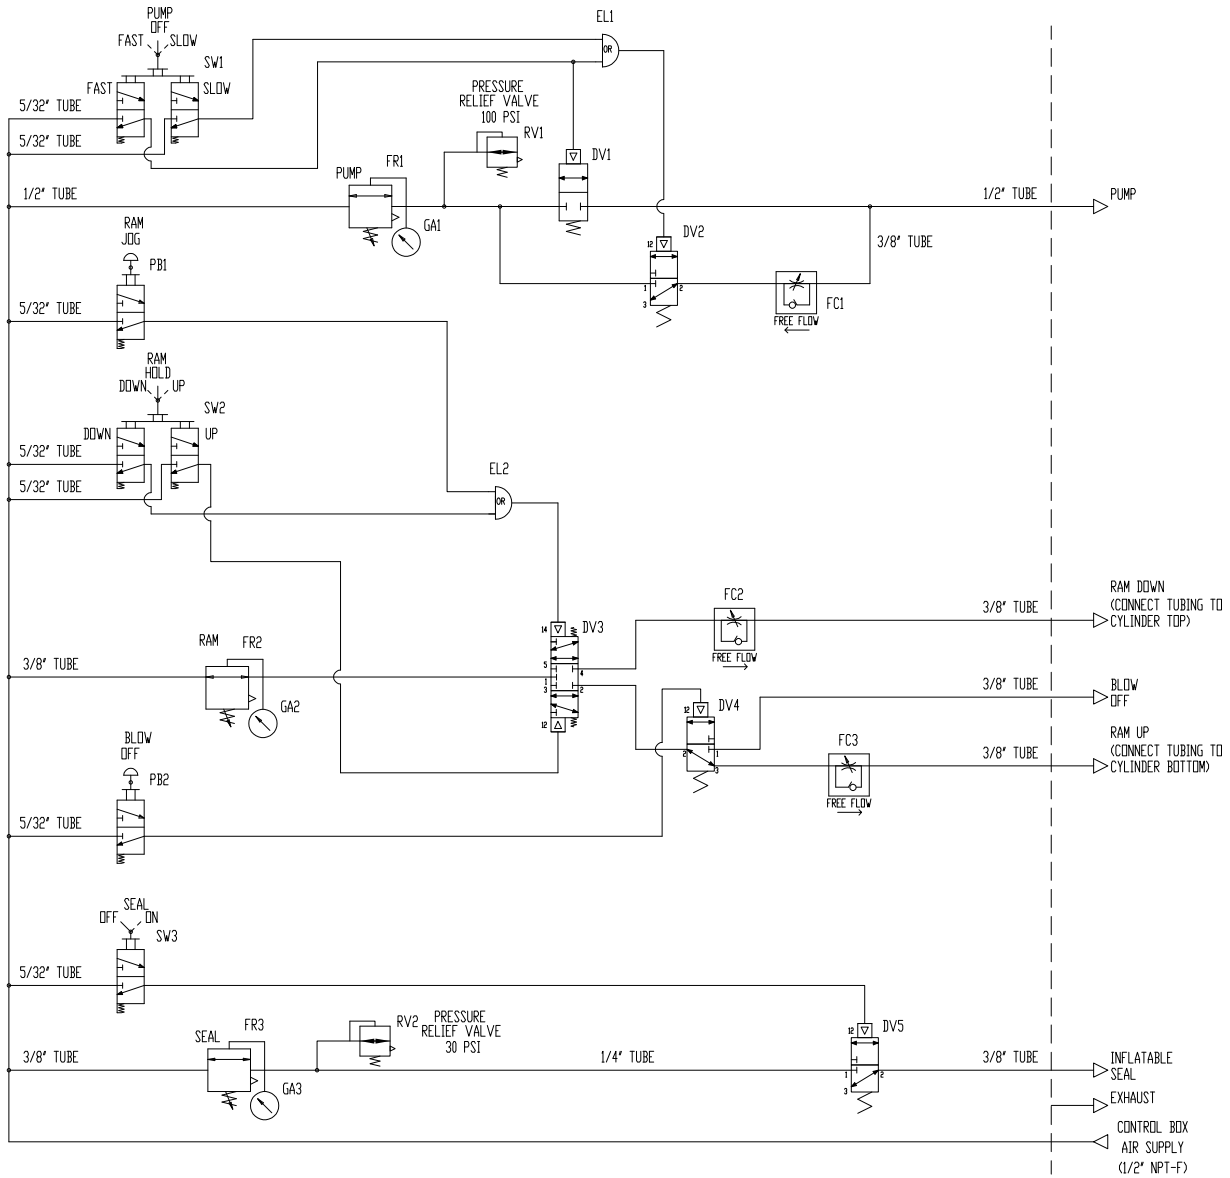 PUMP
OFF
FAST SLOW
SW1
FAST
SLOW
5/32" TUBE
5/32" TUBE
1/2" TUBE
EL1
OR
PRESSURE
RELIEF VALVE
100 PSI
RV1
PUMP
FR1
GA1
DV1
1/2" TUBE
PUMP
3/8" TUBE
DV2
12
1
2
3
FC1
FREE FLOW
RAM
JOG
PB1
5/32" TUBE
RAM
HOLD
DOWN UP
SW2
DOWN
UP
5/32" TUBE
5/32" TUBE
EL2
OR
RAM
FR2
3/8" TUBE
GA2
14
DV3
5
4
1
3
2
12
FC2
FREE FLOW
3/8" TUBE
RAM DOWN
(CONNECT TUBING TO
CYLINDER TOP)
12
DV4
2
1
3
3/8" TUBE
BLOW
OFF
FC3
FREE FLOW
3/8" TUBE
RAM UP
(CONNECT TUBING TO
CYLINDER BOTTOM)
BLOW
OFF
PB2
5/32" TUBE
SEAL
OFF ON
SW3
5/32" TUBE
SEAL
FR3
3/8" TUBE
GA3
RV2
PRESSURE
RELIEF VALVE
30 PSI
1/4" TUBE
12
DV5
1
2
3
3/8" TUBE
INFLATABLE
SEAL
EXHAUST
CONTROL BOX
AIR SUPPLY
(1/2" NPT-F)